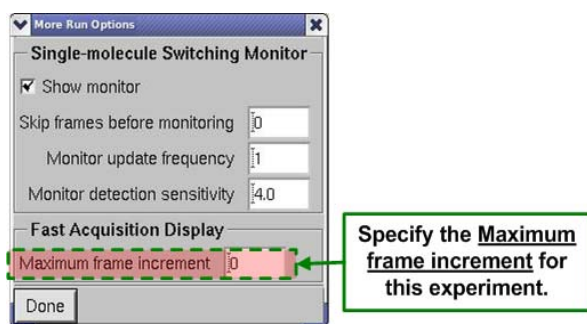 More Run Options
Single-molecule Switching Monitor
Show monitor
Skip frames before monitoring 0
Monitor update frequency 1
Monitor detection sensitivity 4.0
Fast Acquisition Display
Maximum frame increment 0
Done
Specify the Maximum
frame increment for
this experiment.